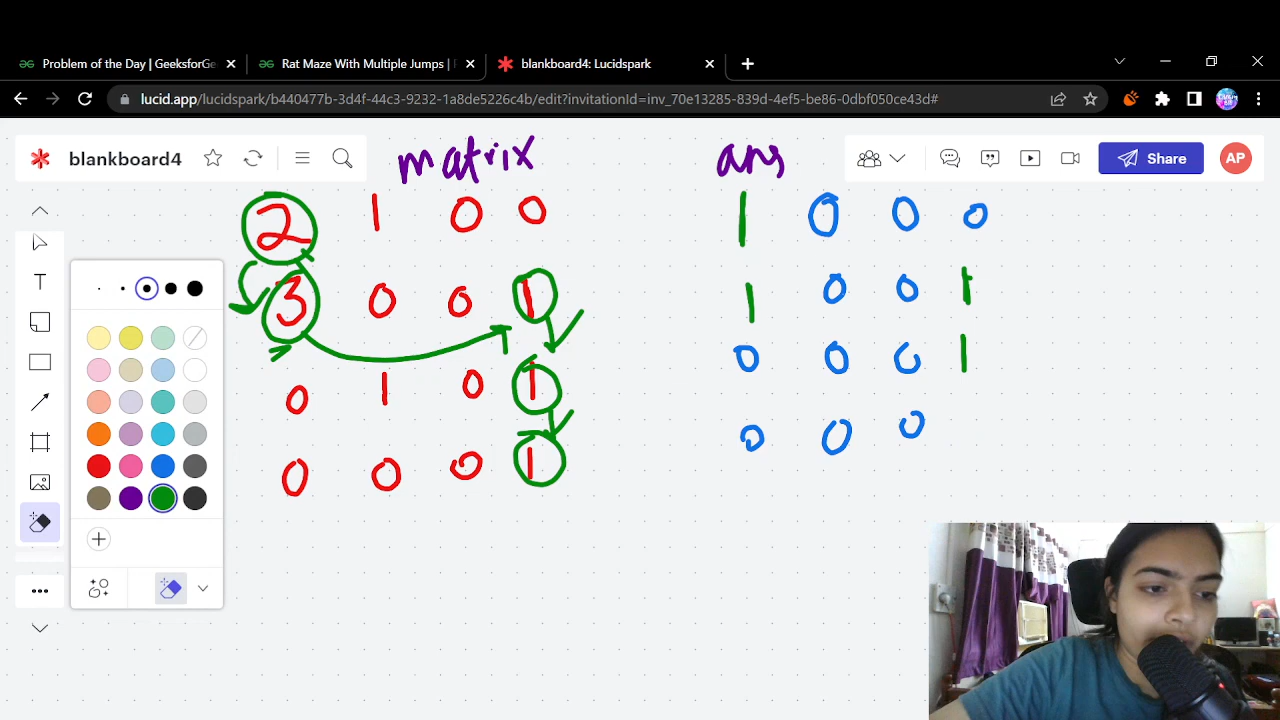 Problem of the Day | GeeksforGe
Rat Maze With Multiple Jumps |
blankboard4: Lucidspark
lucid.app/lucidspark/b440477b-3d4f-44c3-9232-1a8de5226c4b/edit?invitationId=inv_70e13285-839d-4ef5-be86-0dbf050ce43d#
blankboard4
Share
AP
T
matrix
2 1 0 0
3 0 0 1
0 1 0 1
0 0 0 1
ans
1 0 0 0
1 0 0 1
0 0 0 1
0 0 0